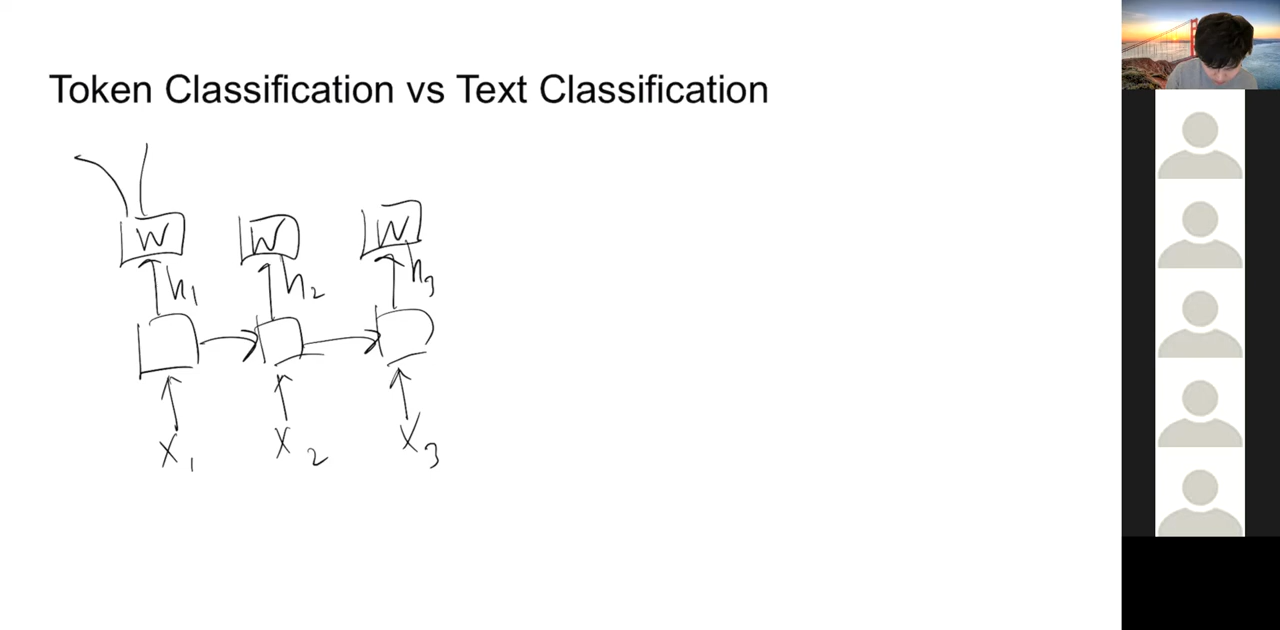 Token Classification vs Text Classification
W W W
h1 h2 h3
X1 X2 X3